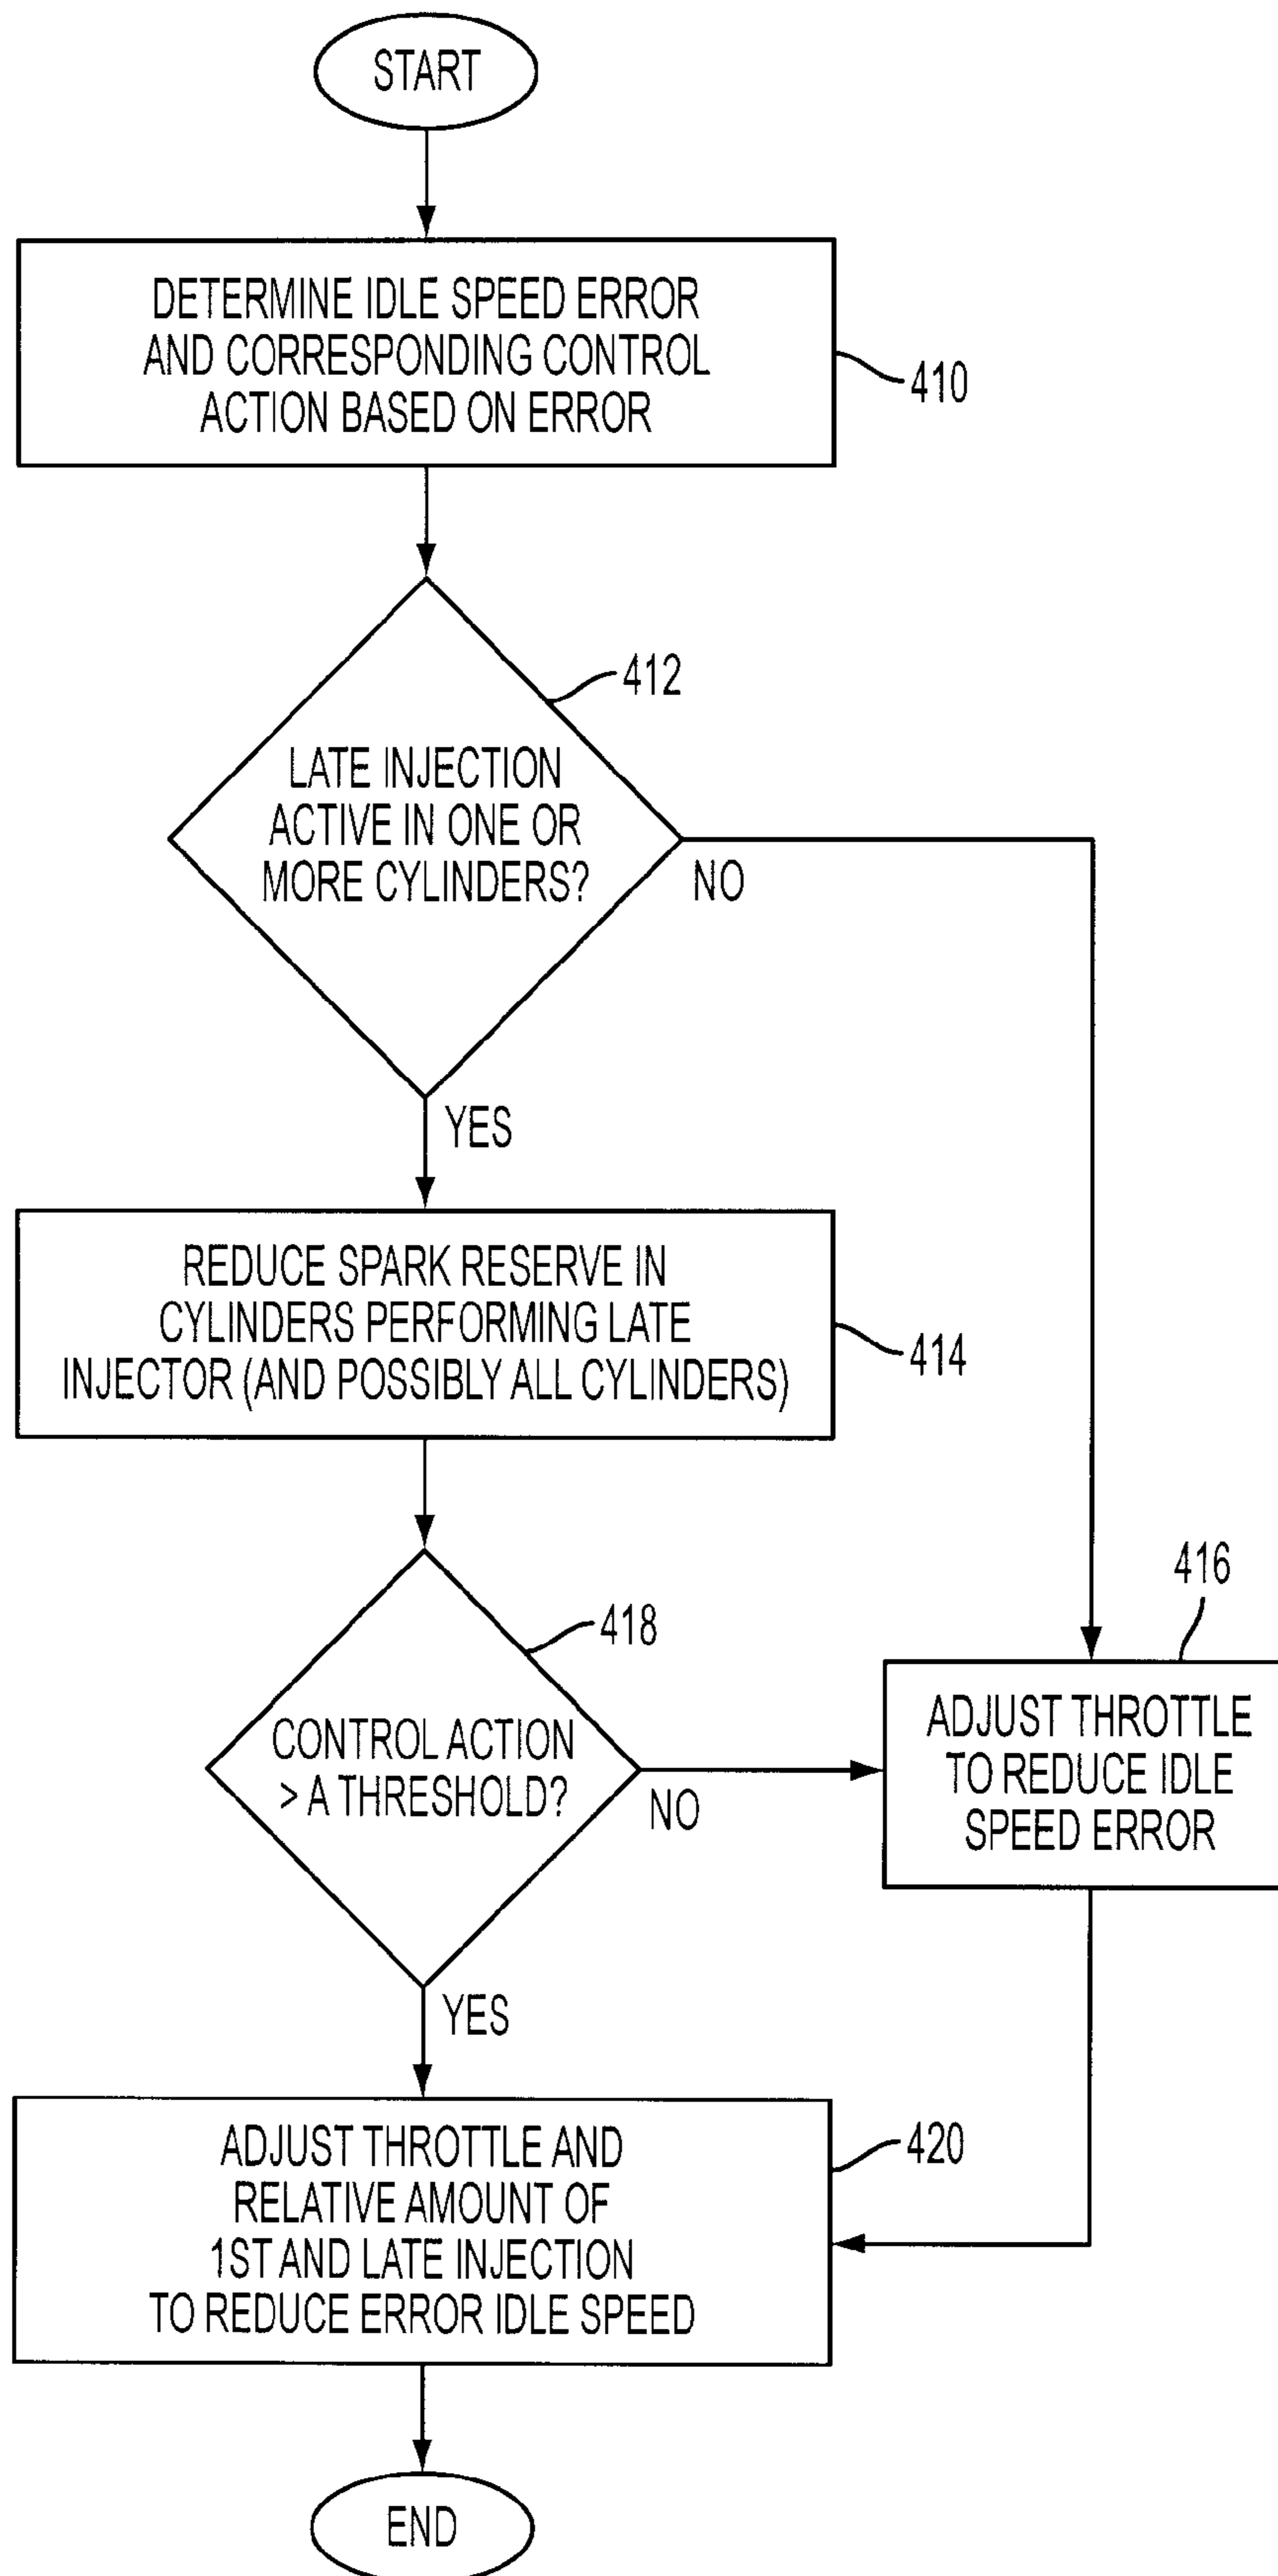 START
DETERMINE IDLE SPEED ERROR
AND CORRESPONDING CONTROL
ACTION BASED ON ERROR
410
412
LATE INJECTION
ACTIVE IN ONE OR
MORE CYLINDERS?
NO
YES
REDUCE SPARK RESERVE IN
CYLINDERS PERFORMING LATE
INJECTOR (AND POSSIBLY ALL CYLINDERS)
414
416
418
CONTROL ACTION
> A THRESHOLD?
NO
ADJUST THROTTLE
TO REDUCE IDLE
SPEED ERROR
YES
ADJUST THROTTLE AND
RELATIVE AMOUNT OF
1ST AND LATE INJECTION
TO REDUCE ERROR IDLE SPEED
420
END